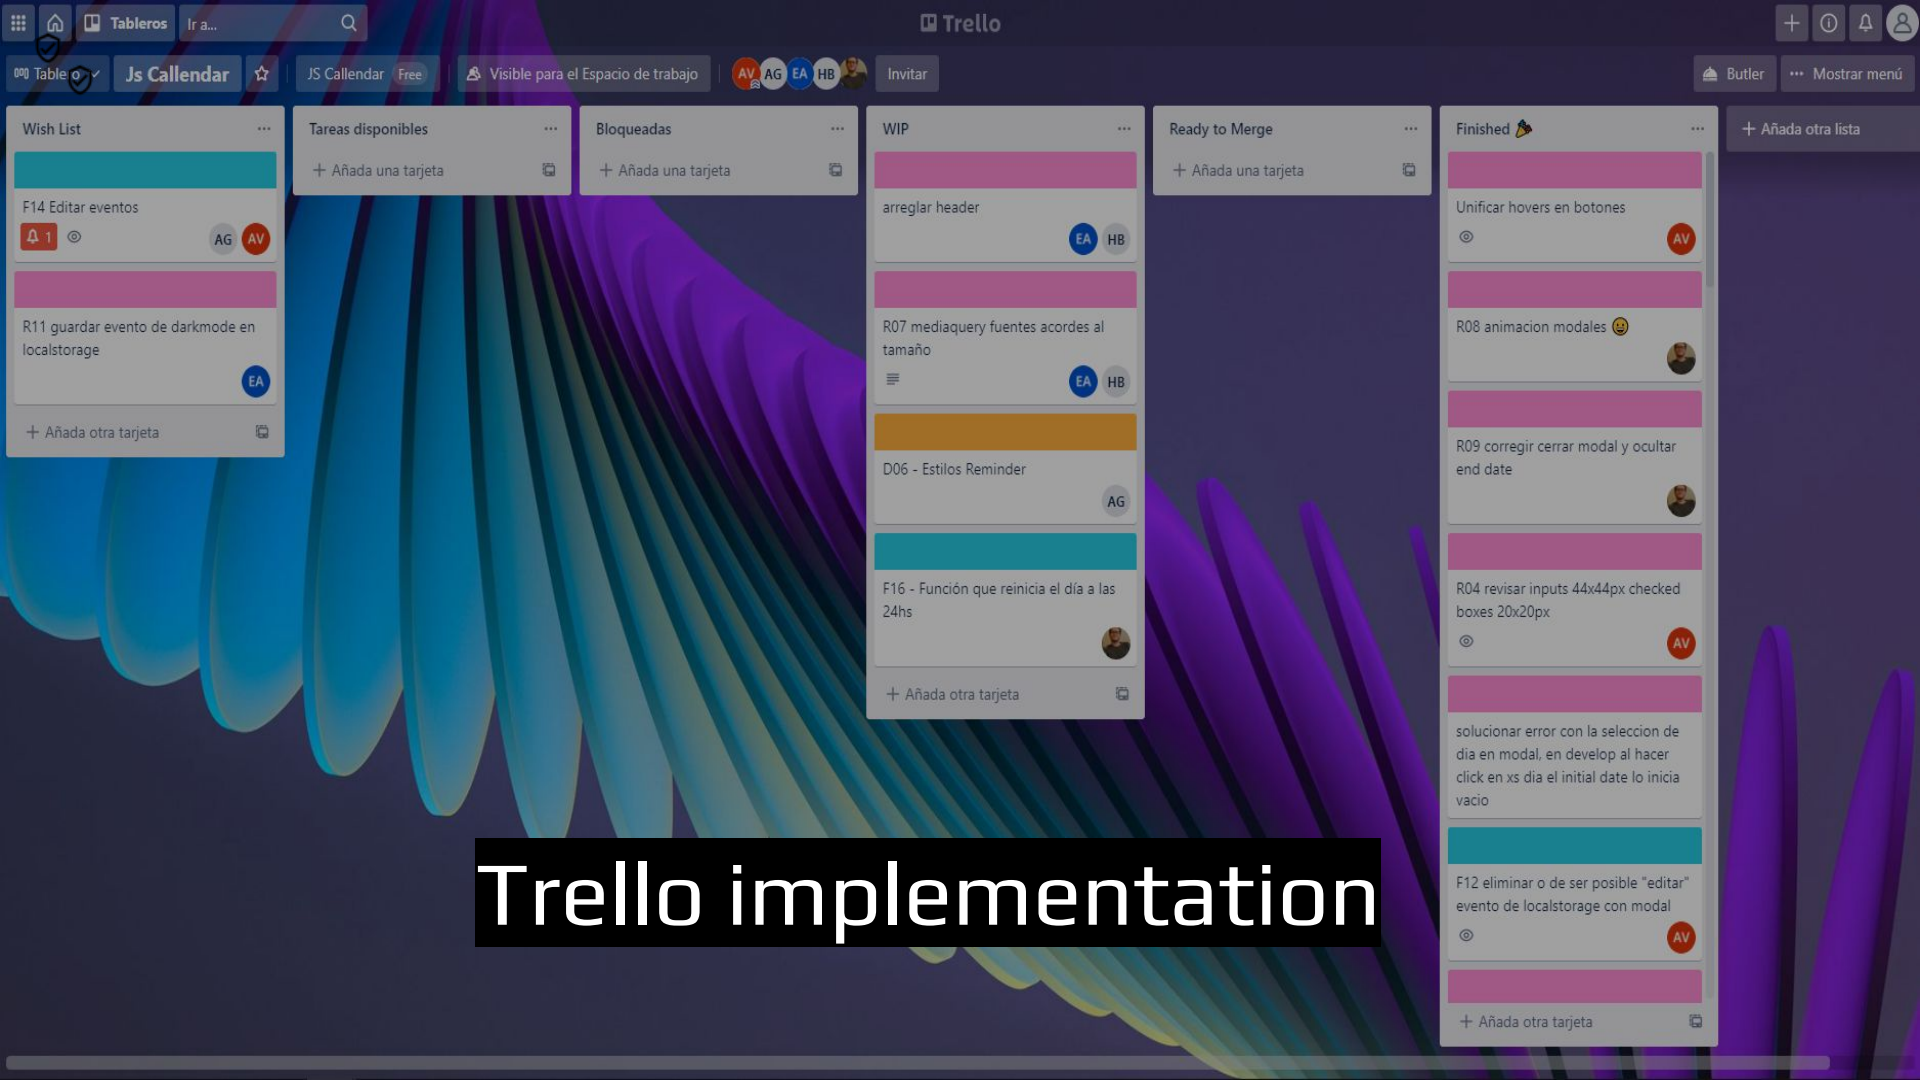 Tableros
Ir a...
Trello
Tablero
Js Callendar
JS Callendar
Free
Visible para el Espacio de trabajo
AV
AG
EA
HB
Invitar
Butler
Mostrar menú
Wish List
F14 Editar eventos
1
AG
AV
R11 guardar evento de darkmode en
localstorage
EA
Añada otra tarjeta
Tareas disponibles
Añada una tarjeta
Bloqueadas
Añada una tarjeta
WIP
arreglar header
EA
HB
R07 mediaquery fuentes acordes al
tamaño
EA
HB
D06 - Estilos Reminder
AG
F16 - Función que reinicia el día a las
24hs
Añada otra tarjeta
Ready to Merge
Añada una tarjeta
Finished 🎉
Unificar hovers en botones
AV
R08 animacion modales 😀
R09 corregir cerrar modal y ocultar
end date
R04 revisar inputs 44x44px checked
boxes 20x20px
AV
solucionar error con la seleccion de
dia en modal, en develop al hacer
click en xs dia el initial date lo inicia
vacio
F12 eliminar o de ser posible "editar"
evento de localstorage con modal
AV
Añada otra tarjeta
Añada otra lista
Trello implementation